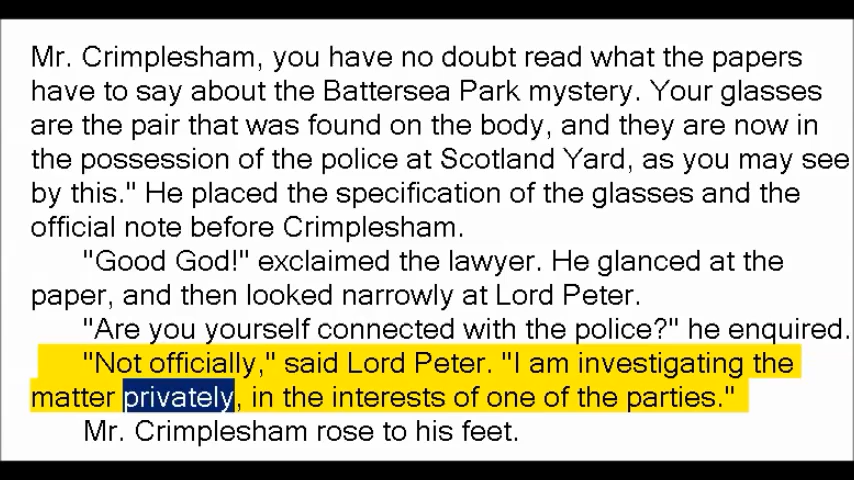 Mr. Crimplesham, you have no doubt read what the papers
have to say about the Battersea Park mystery. Your glasses
are the pair that was found on the body, and they are now in
the possession of the police at Scotland Yard, as you may see
by this." He placed the specification of the glasses and the
official note before Crimplesham.
"Good God!" exclaimed the lawyer. He glanced at the
paper, and then looked narrowly at Lord Peter.
"Are you yourself connected with the police?" he enquired.
"Not officially," said Lord Peter. "I am investigating the
matter privately, in the interests of one of the parties."
Mr. Crimplesham rose to his feet.